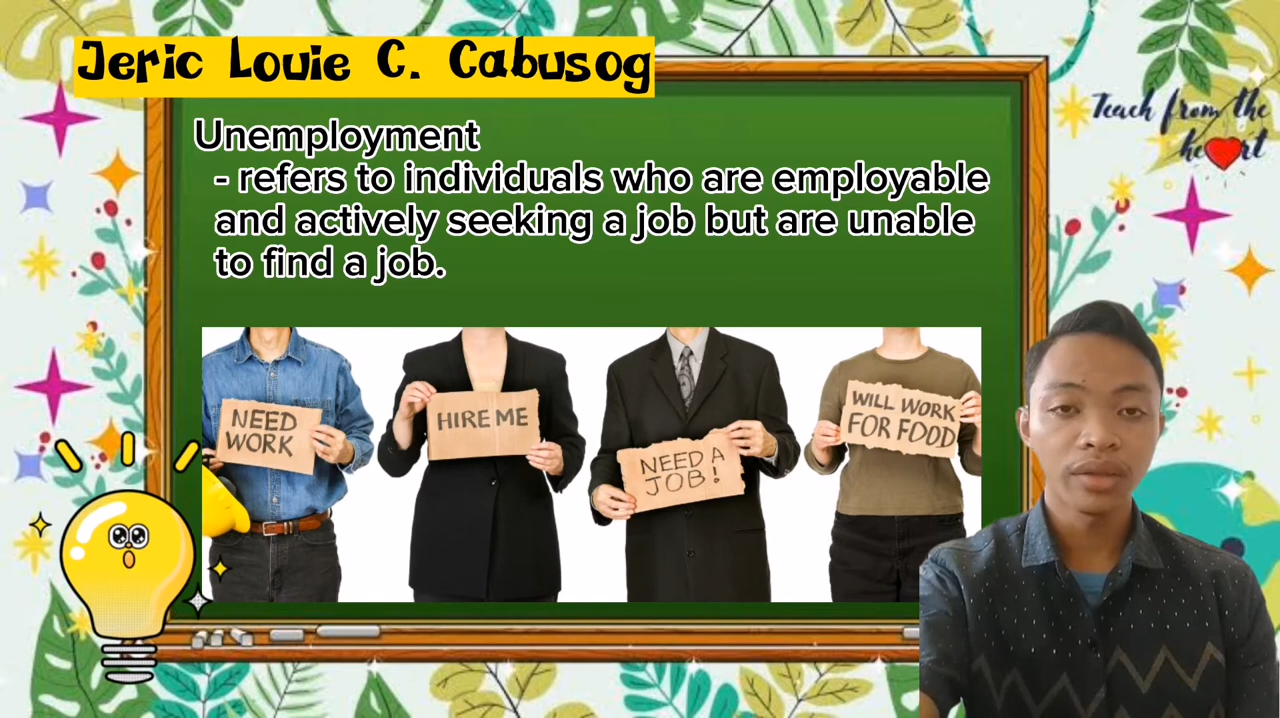 Jeric Louie C. Cabusog
Teach from the
heart
Unemployment
- refers to individuals who are employable
and actively seeking a job but are unable
to find a job.
NEED
WORK
HIRE ME
NEED A
JOB!
WILL WORK
FOR FOOD